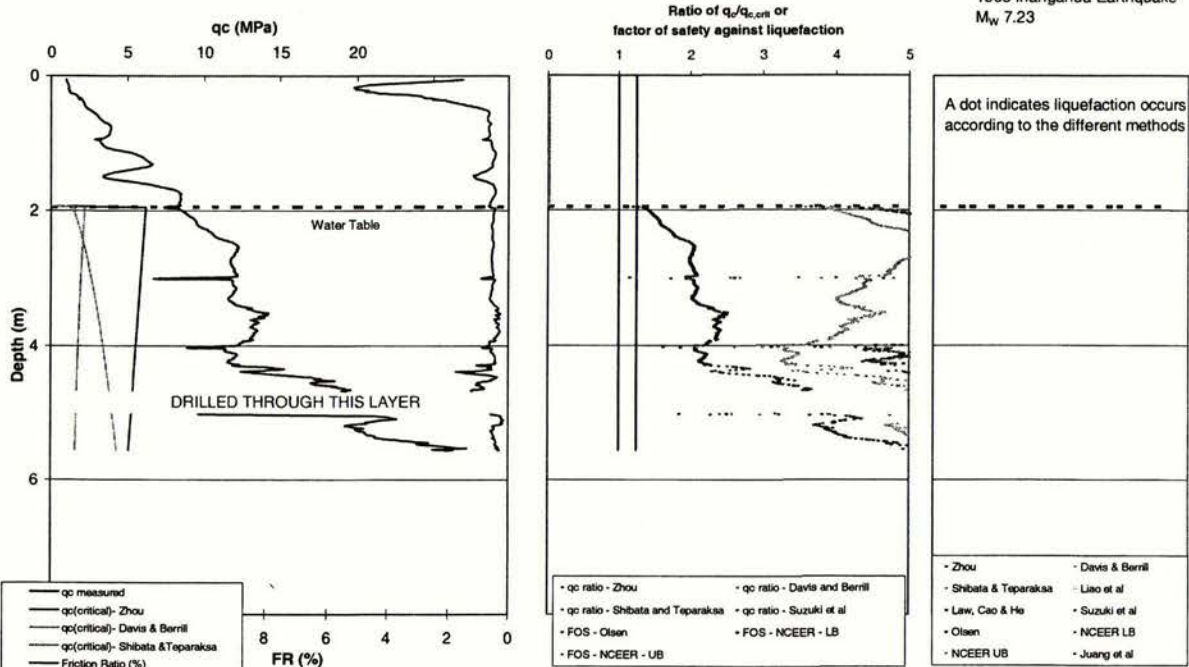 qc (MPa)
0 5 10 15 20
Ratio of qc/qc,crit or
factor of safety against liquefaction
0 1 2 3 4 5
1968 Inangahua Earthquake
MW 7.23
Depth (m)
0
2
4
6
Water Table
DRILLED THROUGH THIS LAYER
A dot indicates liquefaction occurs
according to the different methods
qc measured
qc(critical)- Zhou
qc(critical)- Davis & Berrill
qc(critical)- Shibata &Teparaksa
Friction Ratio (%)
8 6 4 2 0
FR (%)
qc ratio - Zhou
qc ratio - Davis and Berrill
qc ratio - Shibata and Teparaksa
qc ratio - Suzuki et al
FOS - Olsen
FOS - NCEER - LB
FOS - NCEER - UB
Zhou
Davis & Berrill
Shibata & Teparaksa
Liao et al
Law, Cao & He
Suzuki et al
Olsen
NCEER LB
NCEER UB
Juang et al